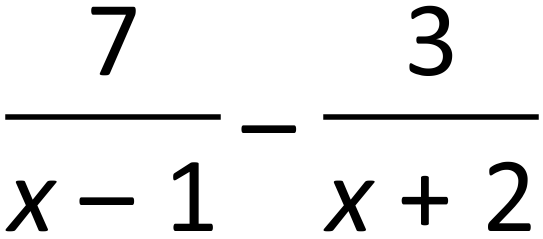 7/(x − 1) − 3/(x + 2)